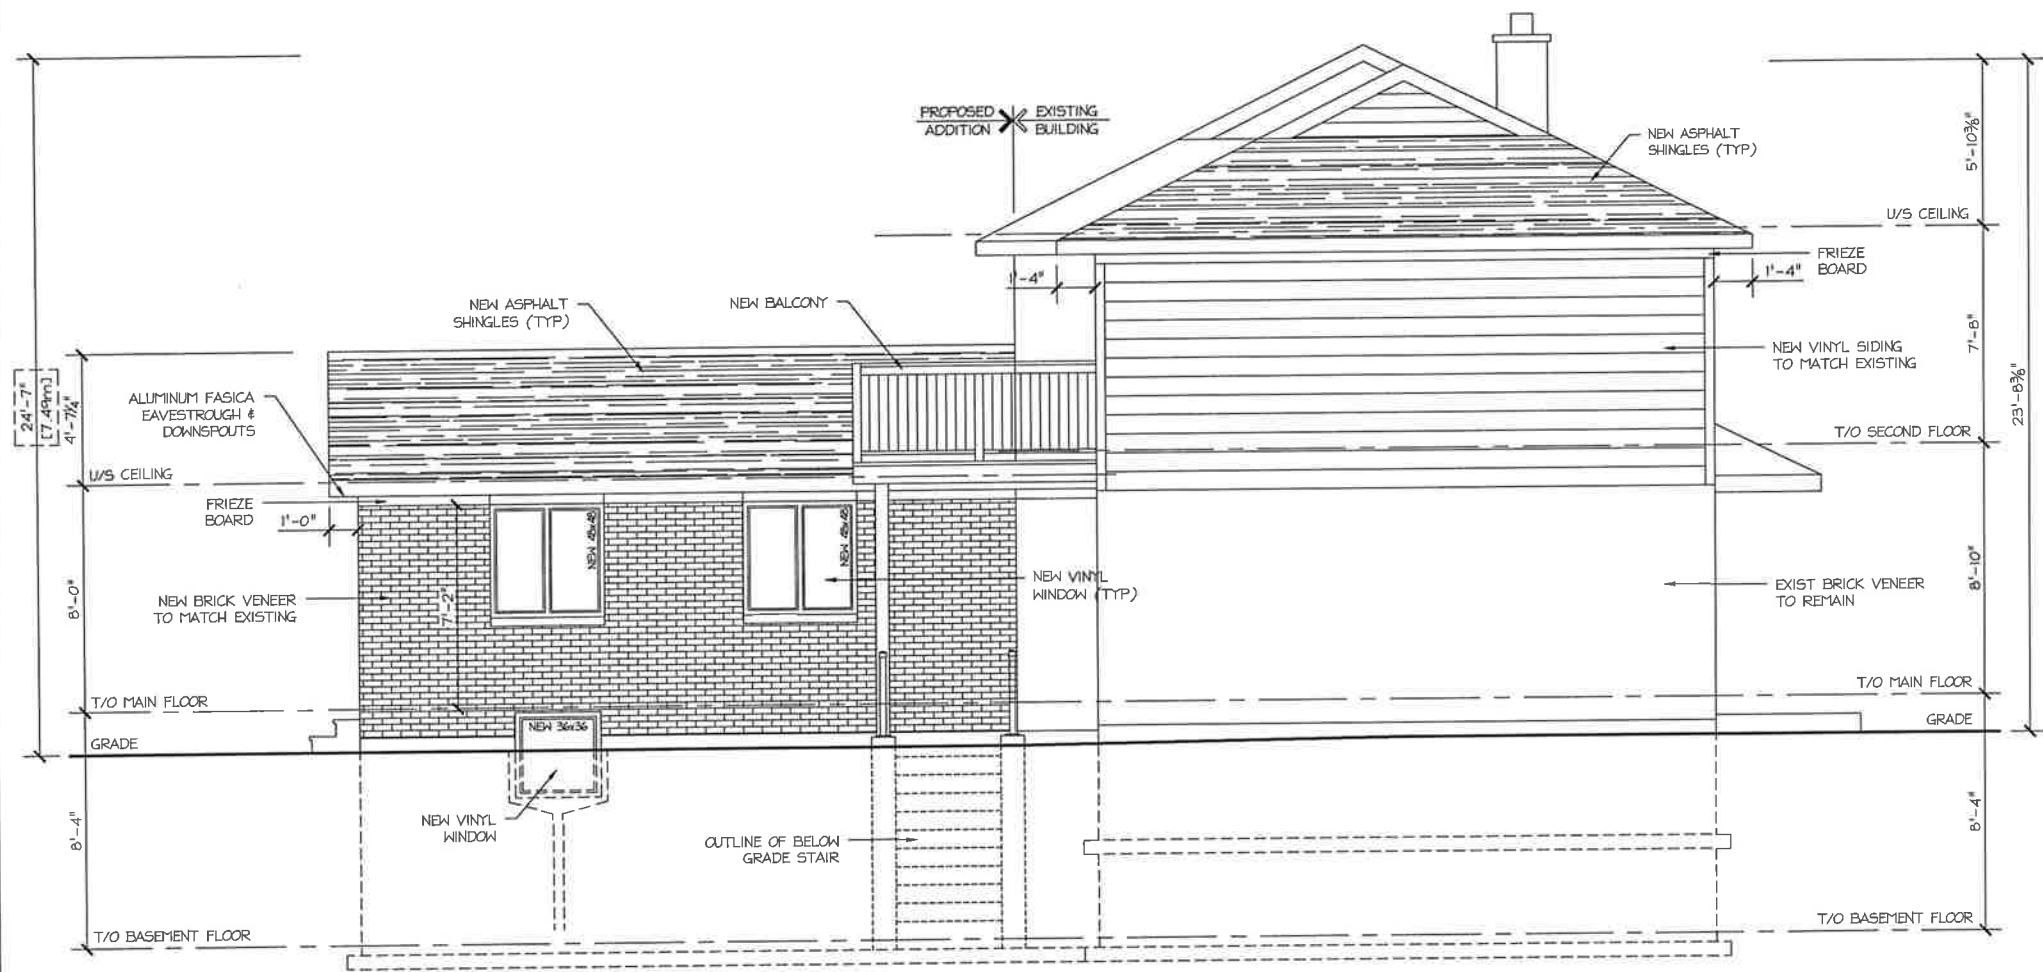 PROPOSED
ADDITION
EXISTING
BUILDING
NEW ASPHALT
SHINGLES (TYP)
5'-10⅜"
U/S CEILING
FRIEZE
BOARD
1'-4"
1'-4"
NEW ASPHALT
SHINGLES (TYP)
NEW BALCONY
7'-8"
NEW VINYL SIDING
TO MATCH EXISTING
23'-8⅜"
24'-7"
[7.49m]
4'-7¼"
ALUMINUM FASICA
EAVESTROUGH &
DOWNSPOUTS
T/O SECOND FLOOR
U/S CEILING
FRIEZE
BOARD
1'-0"
NEW 48x48
NEW 48x48
8'-0"
7'-2"
NEW BRICK VENEER
TO MATCH EXISTING
NEW VINYL
WINDOW (TYP)
8'-10"
EXIST BRICK VENEER
TO REMAIN
T/O MAIN FLOOR
T/O MAIN FLOOR
NEW 36x36
GRADE
GRADE
8'-4"
NEW VINYL
WINDOW
OUTLINE OF BELOW
GRADE STAIR
8'-4"
T/O BASEMENT FLOOR
T/O BASEMENT FLOOR